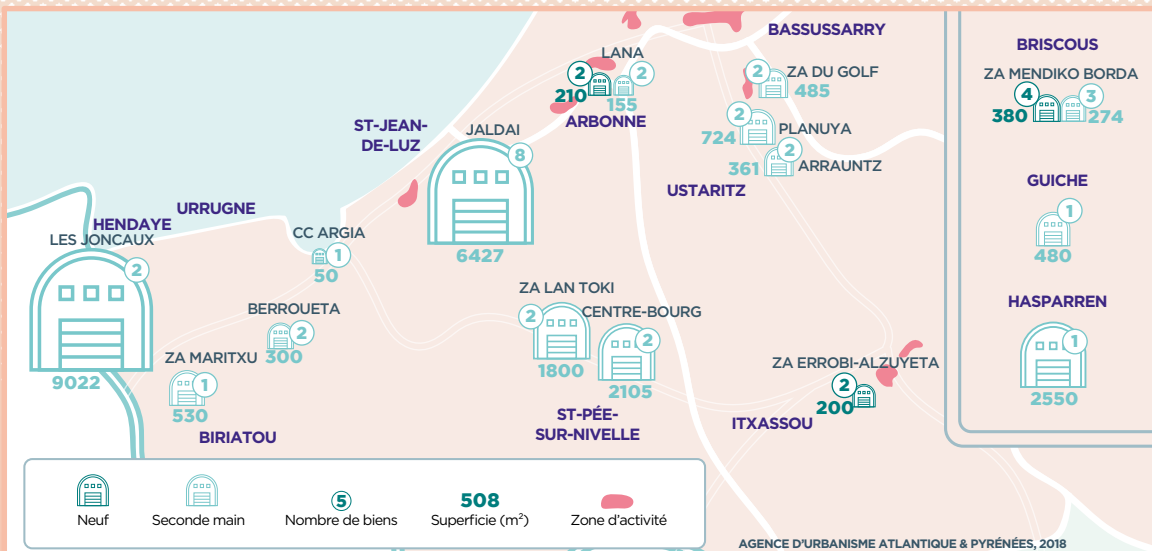 BASSUSSARRY
LANA
2
210
2
155
ARBONNE
2
ZA DU GOLF
485
2
724
PLANUYA
2
361
ARRAUNTZ
USTARITZ
BRISCOUS
ZA MENDIKO BORDA
4
380
3
274
GUICHE
1
480
HASPARREN
1
2550
ST-JEAN-
DE-LUZ
JALDAI
8
6427
URRUGNE
HENDAYE
LES JONCAUX
2
9022
CC ARGIA
1
50
BERROUETA
2
300
ZA MARITXU
1
530
BIRIATOU
ZA LAN TOKI
2
1800
CENTRE-BOURG
2
2105
ST-PÉE-
SUR-NIVELLE
ZA ERROBI-ALZUYETA
2
200
ITXASSOU
Neuf
Seconde main
5
Nombre de biens
508
Superficie (m²)
Zone d'activité
AGENCE D'URBANISME ATLANTIQUE & PYRÉNÉES, 2018